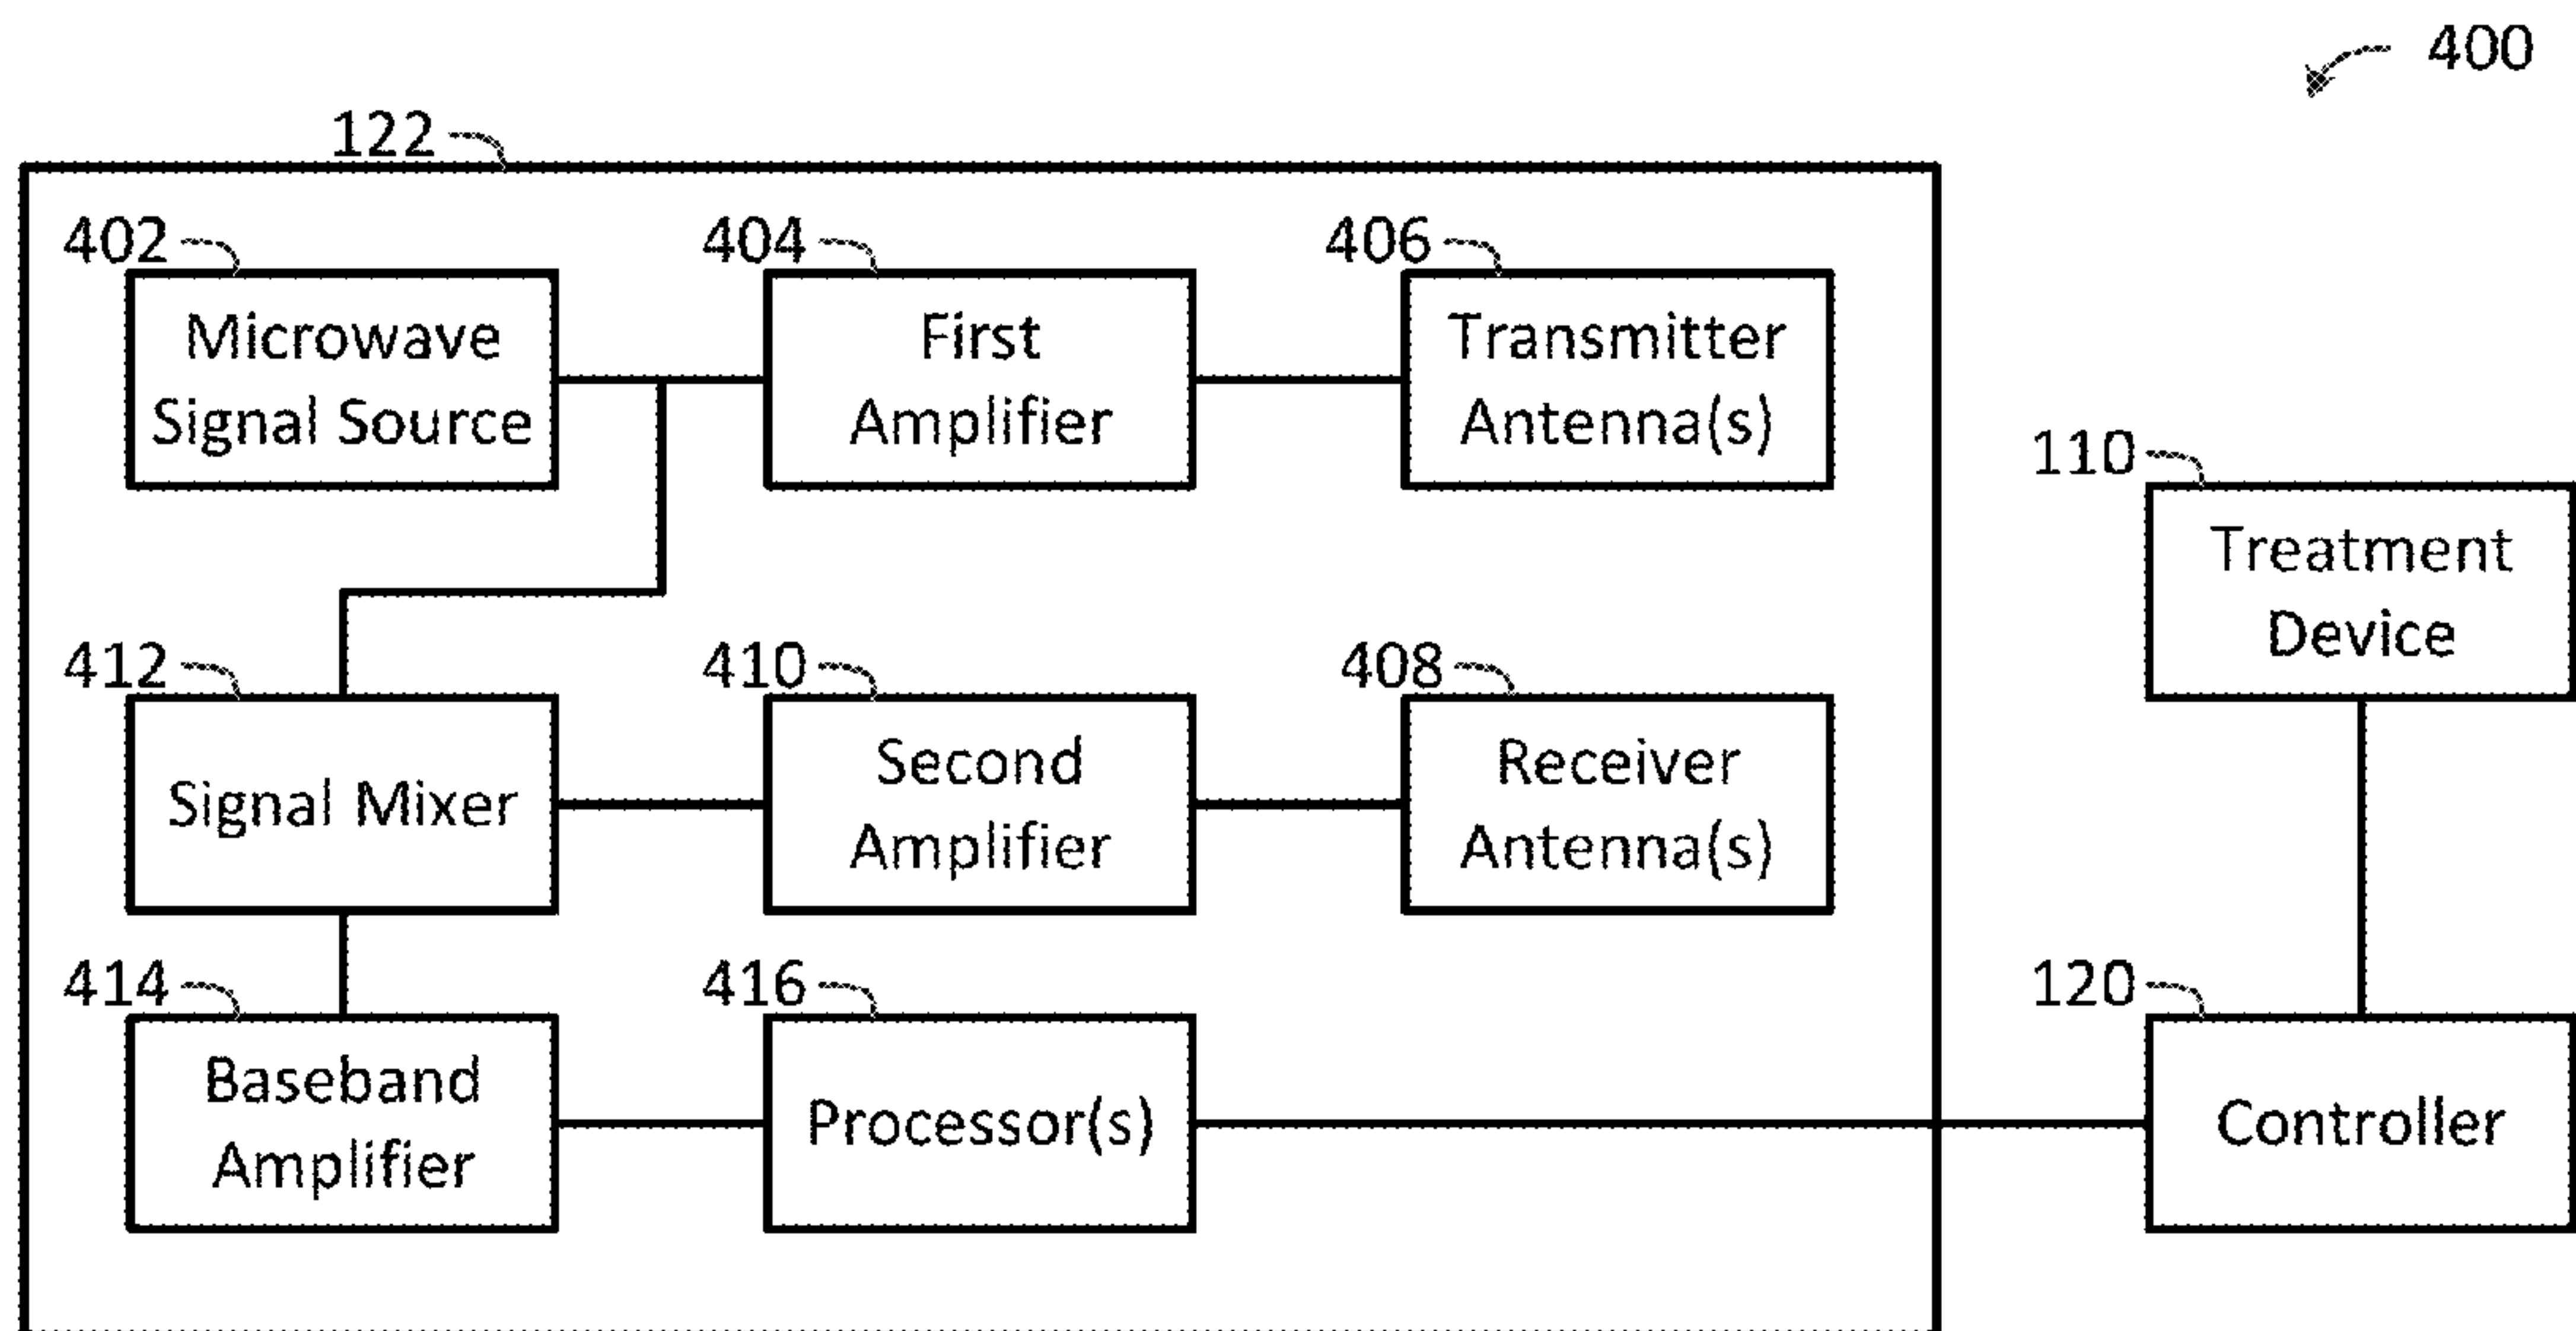 400
122
402
404
406
Microwave
Signal Source
First
Amplifier
Transmitter
Antenna(s)
110
Treatment
Device
412
410
408
Signal Mixer
Second
Amplifier
Receiver
Antenna(s)
414
416
120
Baseband
Amplifier
Processor(s)
Controller